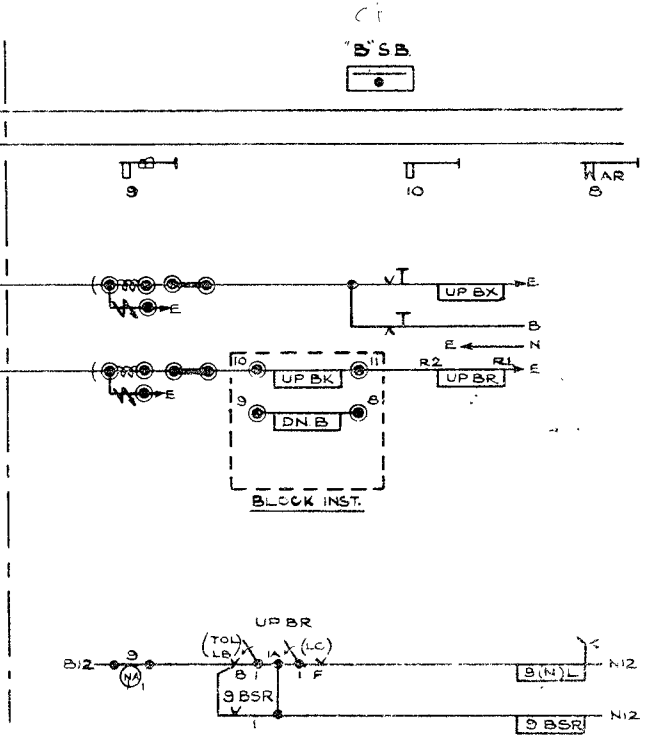 "B" S.B.
9
10
WAR
8
E
UP BX
E
B
E N
E
10
11
R2
R1
UP BK
UP BR
E
9
8
DN. B
BLOCK INST.
UP BR
(TOL LB)
1A
(LC)
B12
9
NA
1
B 1
1 F
9(N)L
N12
9 BSR
1
9 BSR
N12